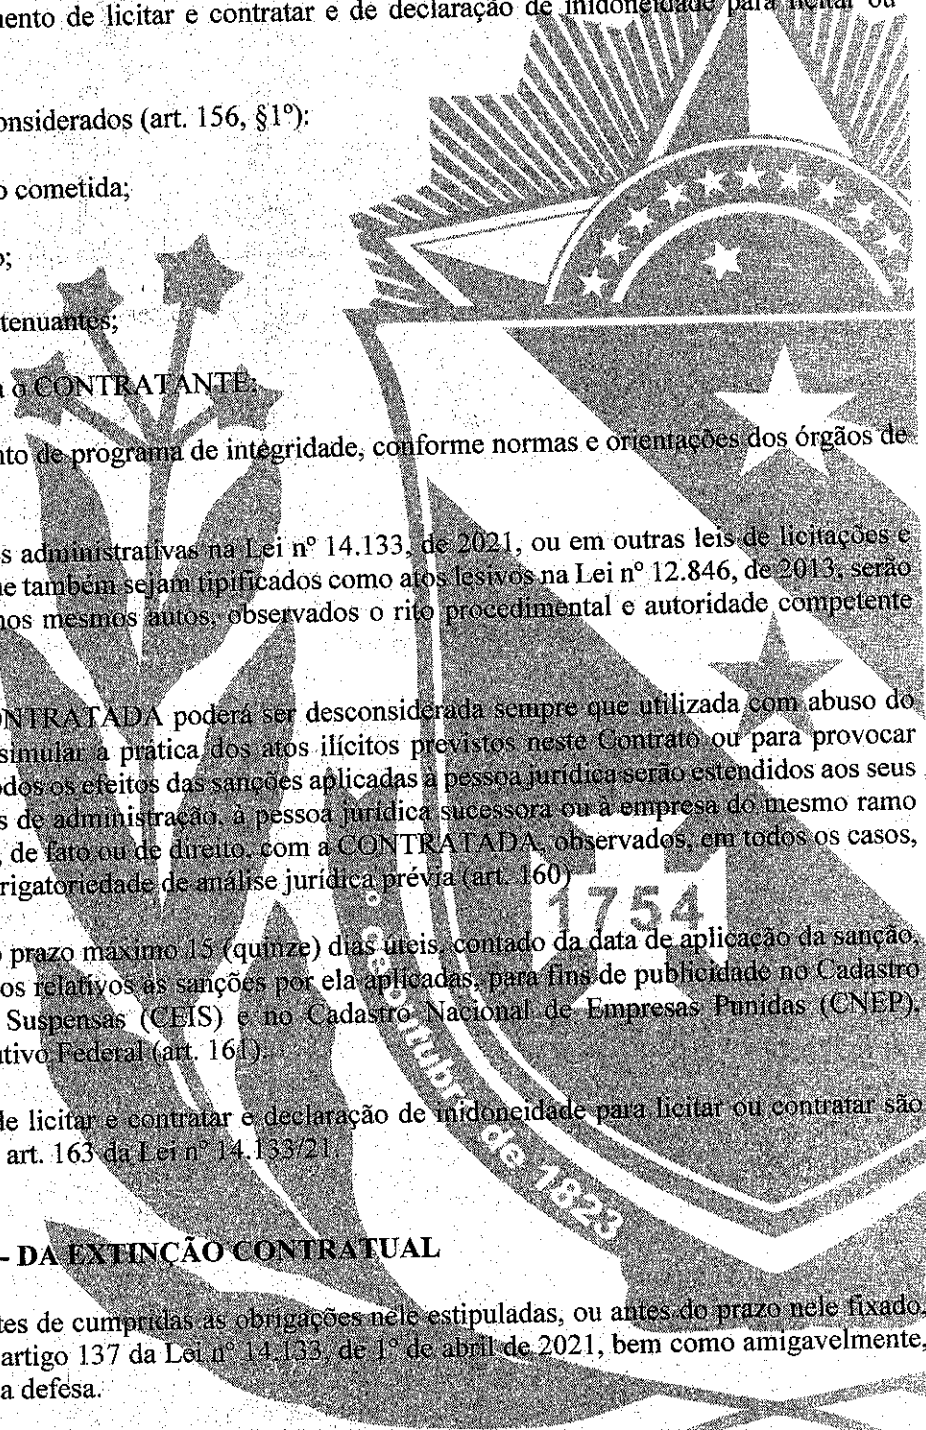 mento de licitar e contratar e de declaração de inidoneidade para licitar ou
onsiderados (art. 156, §1º):
o cometida;
o;
tenuantes;
a o CONTRATANTE;
nto de programa de integridade, conforme normas e orientações dos órgãos de
s administrativas na Lei nº 14.133, de 2021, ou em outras leis de licitações e
ue também sejam tipificados como atos lesivos na Lei nº 12.846, de 2013, serão
nos mesmos autos, observados o rito procedimental e autoridade competente
ONTRATADA poderá ser desconsiderada sempre que utilizada com abuso do
simular a prática dos atos ilícitos previstos neste Contrato ou para provocar
odos os efeitos das sanções aplicadas à pessoa jurídica serão estendidos aos seus
s de administração, à pessoa jurídica sucessora ou à empresa do mesmo ramo
, de fato ou de direito, com a CONTRATADA, observados, em todos os casos,
rigatoriedade de análise jurídica prévia (art. 160)
1754
o prazo máximo 15 (quinze) dias úteis, contado da data de aplicação da sanção,
os relativos às sanções por ela aplicadas, para fins de publicidade no Cadastro
Suspensas (CEIS) e no Cadastro Nacional de Empresas Punidas (CNEP),
utivo Federal (art. 161).
de licitar e contratar e declaração de inidoneidade para licitar ou contratar são
art. 163 da Lei nº 14.133/21.
de 1823
- DA EXTINÇÃO CONTRATUAL
tes de cumpridas as obrigações nele estipuladas, ou antes do prazo nele fixado,
artigo 137 da Lei nº 14.133, de 1º de abril de 2021, bem como amigavelmente,
a defesa.